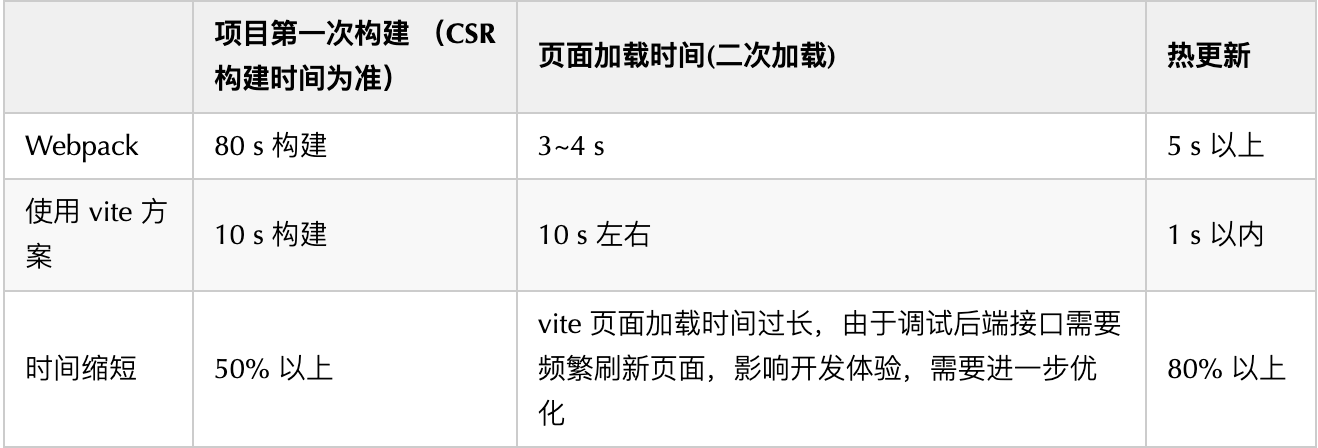 项目第一次构建 （CSR
构建时间为准）
页面加载时间(二次加载)
热更新
Webpack
80 s 构建
3~4 s
5 s 以上
使用 vite 方
案
10 s 构建
10 s 左右
1 s 以内
时间缩短
50% 以上
vite 页面加载时间过长，由于调试后端接口需要
频繁刷新页面，影响开发体验，需要进一步优
化
80% 以上